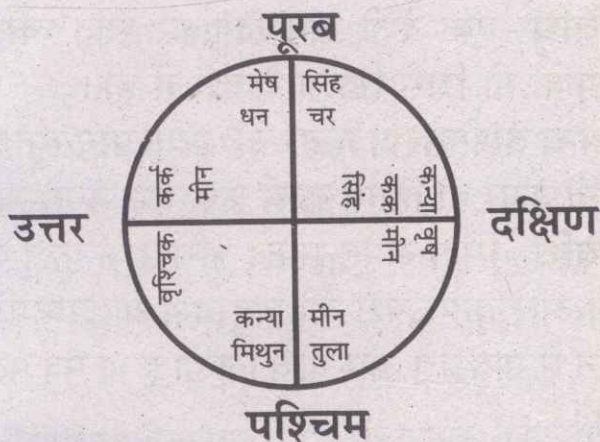 पूरब
मेष सिंह
धन चर
कर्क
मीन
सिंह
कर्क
कन्या
उत्तर
दक्षिण
वृश्चिक
मीन
वृष
कन्या मीन
मिथुन तुला
पश्चिम